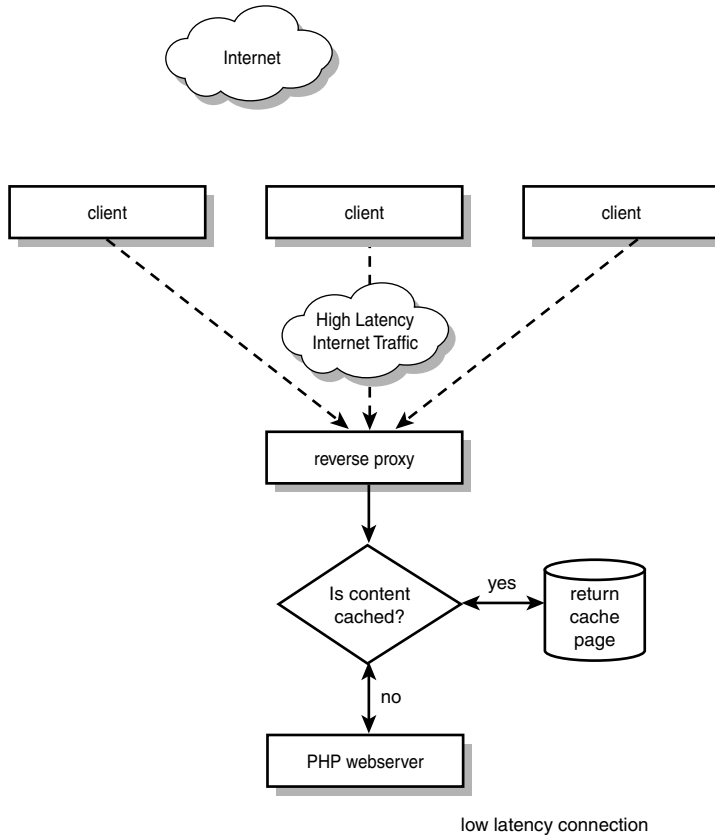 Internet
client
client
client
High Latency
Internet Traffic
reverse proxy
Is content
cached?
yes
return
cache
page
no
PHP webserver
low latency connection